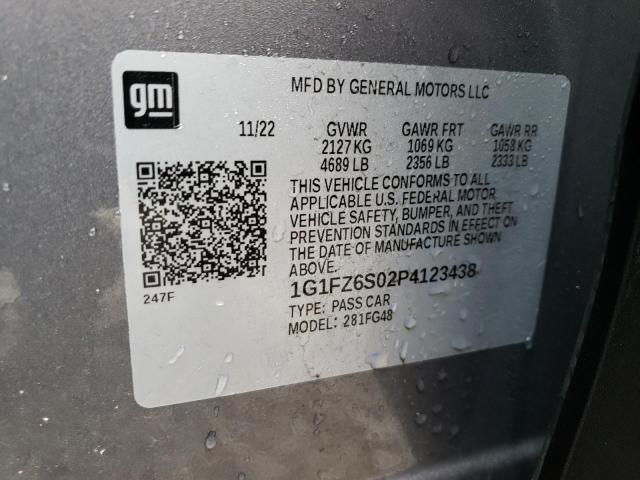 gm
MFD BY GENERAL MOTORS LLC
11/22 GVWR GAWR FRT GAWR RR
2127 KG 1069 KG 1058 KG
4689 LB 2356 LB 2333 LB
THIS VEHICLE CONFORMS TO ALL
APPLICABLE U.S. FEDERAL MOTOR
VEHICLE SAFETY, BUMPER, AND THEFT
PREVENTION STANDARDS IN EFFECT ON
THE DATE OF MANUFACTURE SHOWN
ABOVE.
1G1FZ6S02P4123438
TYPE: PASS CAR
MODEL: 281FG48
247F